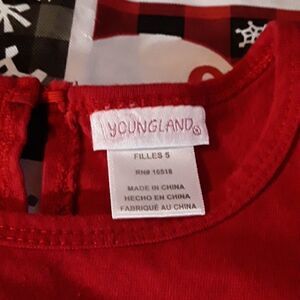 YOUNGLAND®
FILLES 5
RN# 16518
MADE IN CHINA
HECHO EN CHINA
FABRIQUÉ AU CHINA